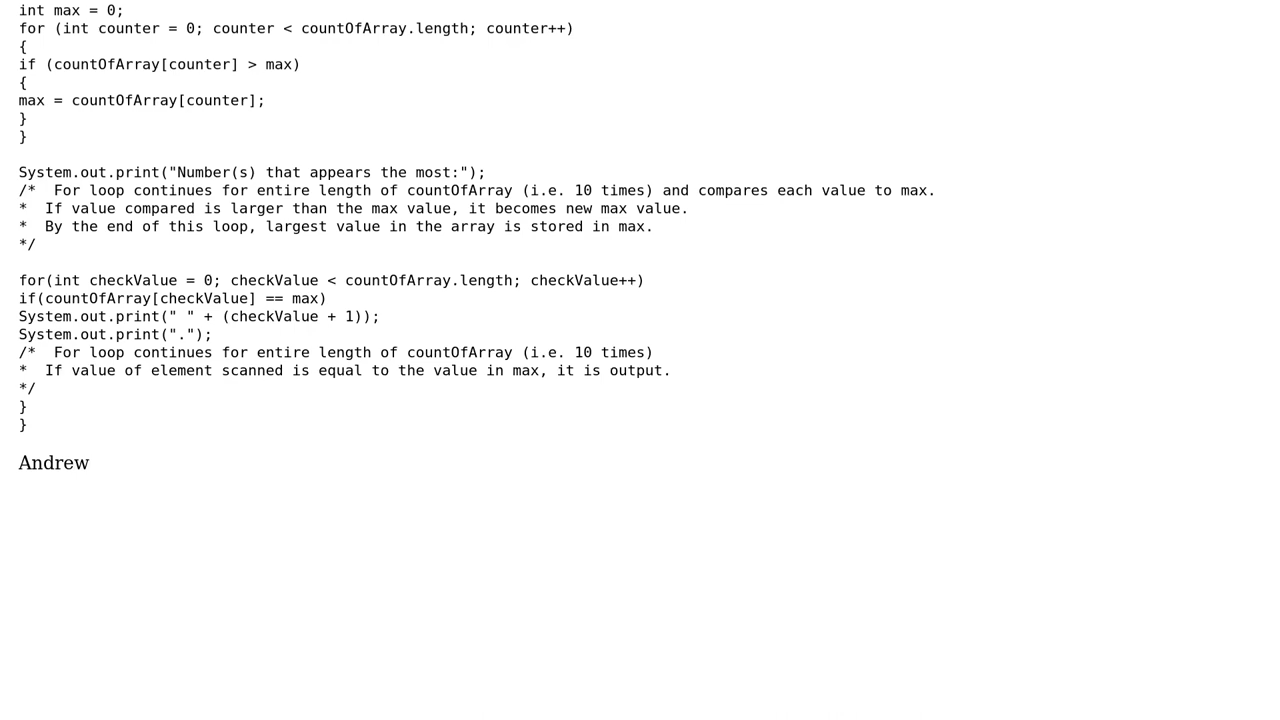 int max = 0;
for (int counter = 0; counter < countOfArray.length; counter++)
{
if (countOfArray[counter] > max)
{
max = countOfArray[counter];
}
}

System.out.print("Number(s) that appears the most:");
/*  For loop continues for entire length of countOfArray (i.e. 10 times) and compares each value to max.
*  If value compared is larger than the max value, it becomes new max value.
*  By the end of this loop, largest value in the array is stored in max.
*/

for(int checkValue = 0; checkValue < countOfArray.length; checkValue++)
if(countOfArray[checkValue] == max)
System.out.print(" " + (checkValue + 1));
System.out.print(".");
/*  For loop continues for entire length of countOfArray (i.e. 10 times)
*  If value of element scanned is equal to the value in max, it is output.
*/
}
}

Andrew